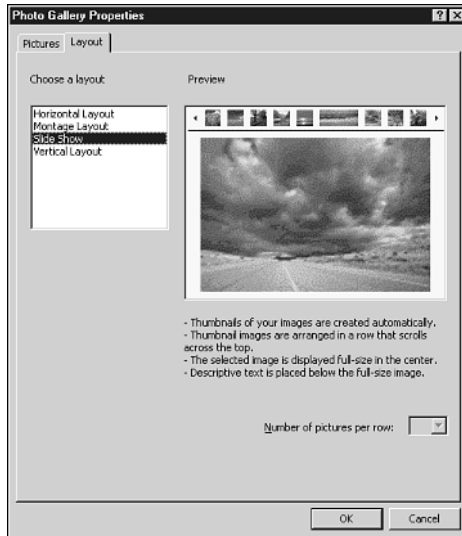 Photo Gallery Properties
Pictures Layout
Choose a layout
Preview
Horizontal Layout
Montage Layout
Slide Show
Vertical Layout
- Thumbnails of your images are created automatically.
- Thumbnail images are arranged in a row that scrolls
across the top.
- The selected image is displayed full-size in the center.
- Descriptive text is placed below the full-size image.
Number of pictures per row:
OK Cancel